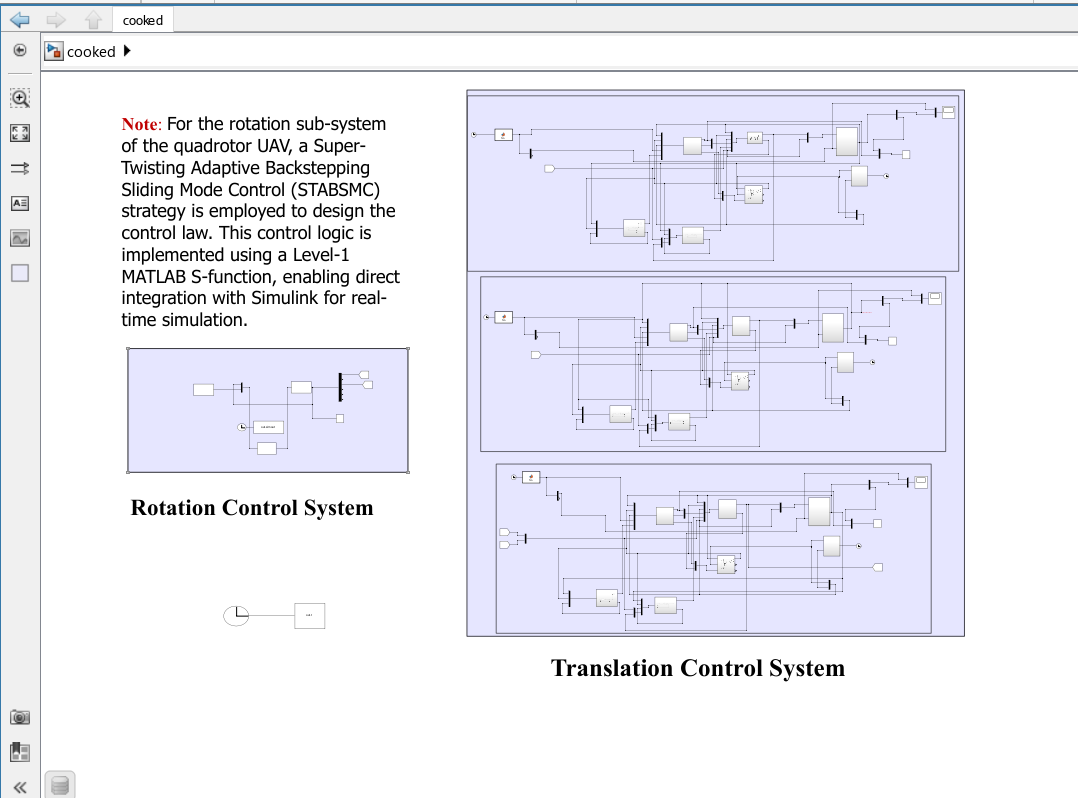 cooked
cooked
Note: For the rotation sub-system
of the quadrotor UAV, a Super-
Twisting Adaptive Backstepping
Sliding Mode Control (STABSMC)
strategy is employed to design the
control law. This control logic is
implemented using a Level-1
MATLAB S-function, enabling direct
integration with Simulink for real-
time simulation.
Rotation Control System
Translation Control System